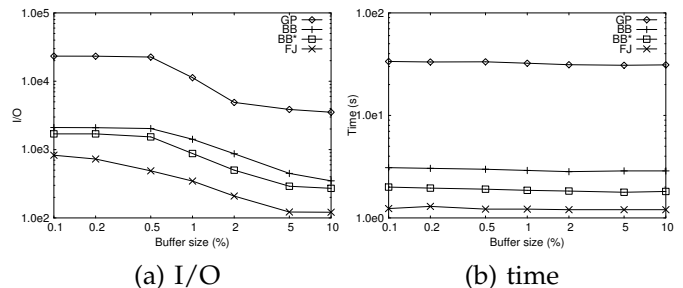 1.0e5
1.0e4
1.0e3
1.0e2
I/O
GP
BB
BB*
FJ
0.1 0.2 0.5 1 2 5 10
Buffer size (%)
(a) I/O
1.0e2
1.0e1
1.0e0
Time (s)
GP
BB
BB*
FJ
0.1 0.2 0.5 1 2 5 10
Buffer size (%)
(b) time